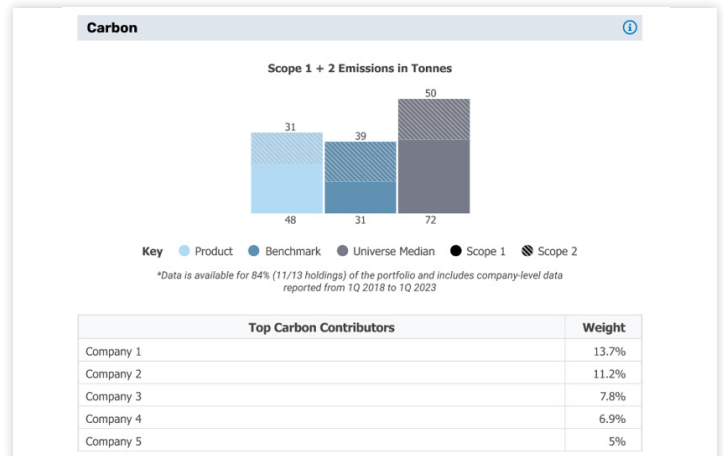 Carbon
Scope 1 + 2 Emissions in Tonnes
50
31
39
48 31 72
Key Product Benchmark Universe Median Scope 1 Scope 2
*Data is available for 84% (11/13 holdings) of the portfolio and includes company-level data
reported from 1Q 2018 to 1Q 2023
Top Carbon Contributors Weight
Company 1 13.7%
Company 2 11.2%
Company 3 7.8%
Company 4 6.9%
Company 5 5%